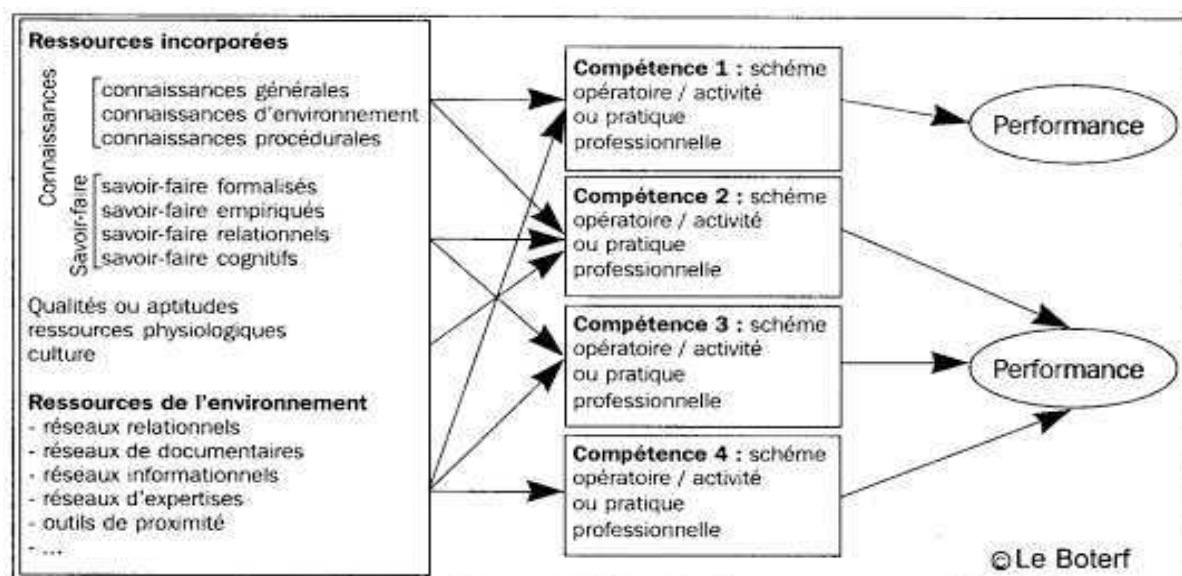 Ressources incorporées
Connaissances
connaissances générales
connaissances d'environnement
connaissances procédurales
Savoir-faire
savoir-faire formalisés
savoir-faire empiriqués
savoir-faire relationnels
savoir-faire cognitifs
Qualités ou aptitudes
ressources physiologiques
culture
Ressources de l'environnement
- réseaux relationnels
- réseaux de documentaires
- réseaux informationnels
- réseaux d'expertises
- outils de proximité
- ...
Compétence 1 : schéme
opératoire / activité
ou pratique
professionnelle
Compétence 2 : schéme
opératoire / activité
ou pratique
professionnelle
Compétence 3 : schéme
opératoire / activité
ou pratique
professionnelle
Compétence 4 : schéme
opératoire / activité
ou pratique
professionnelle
Performance
Performance
© Le Boterf